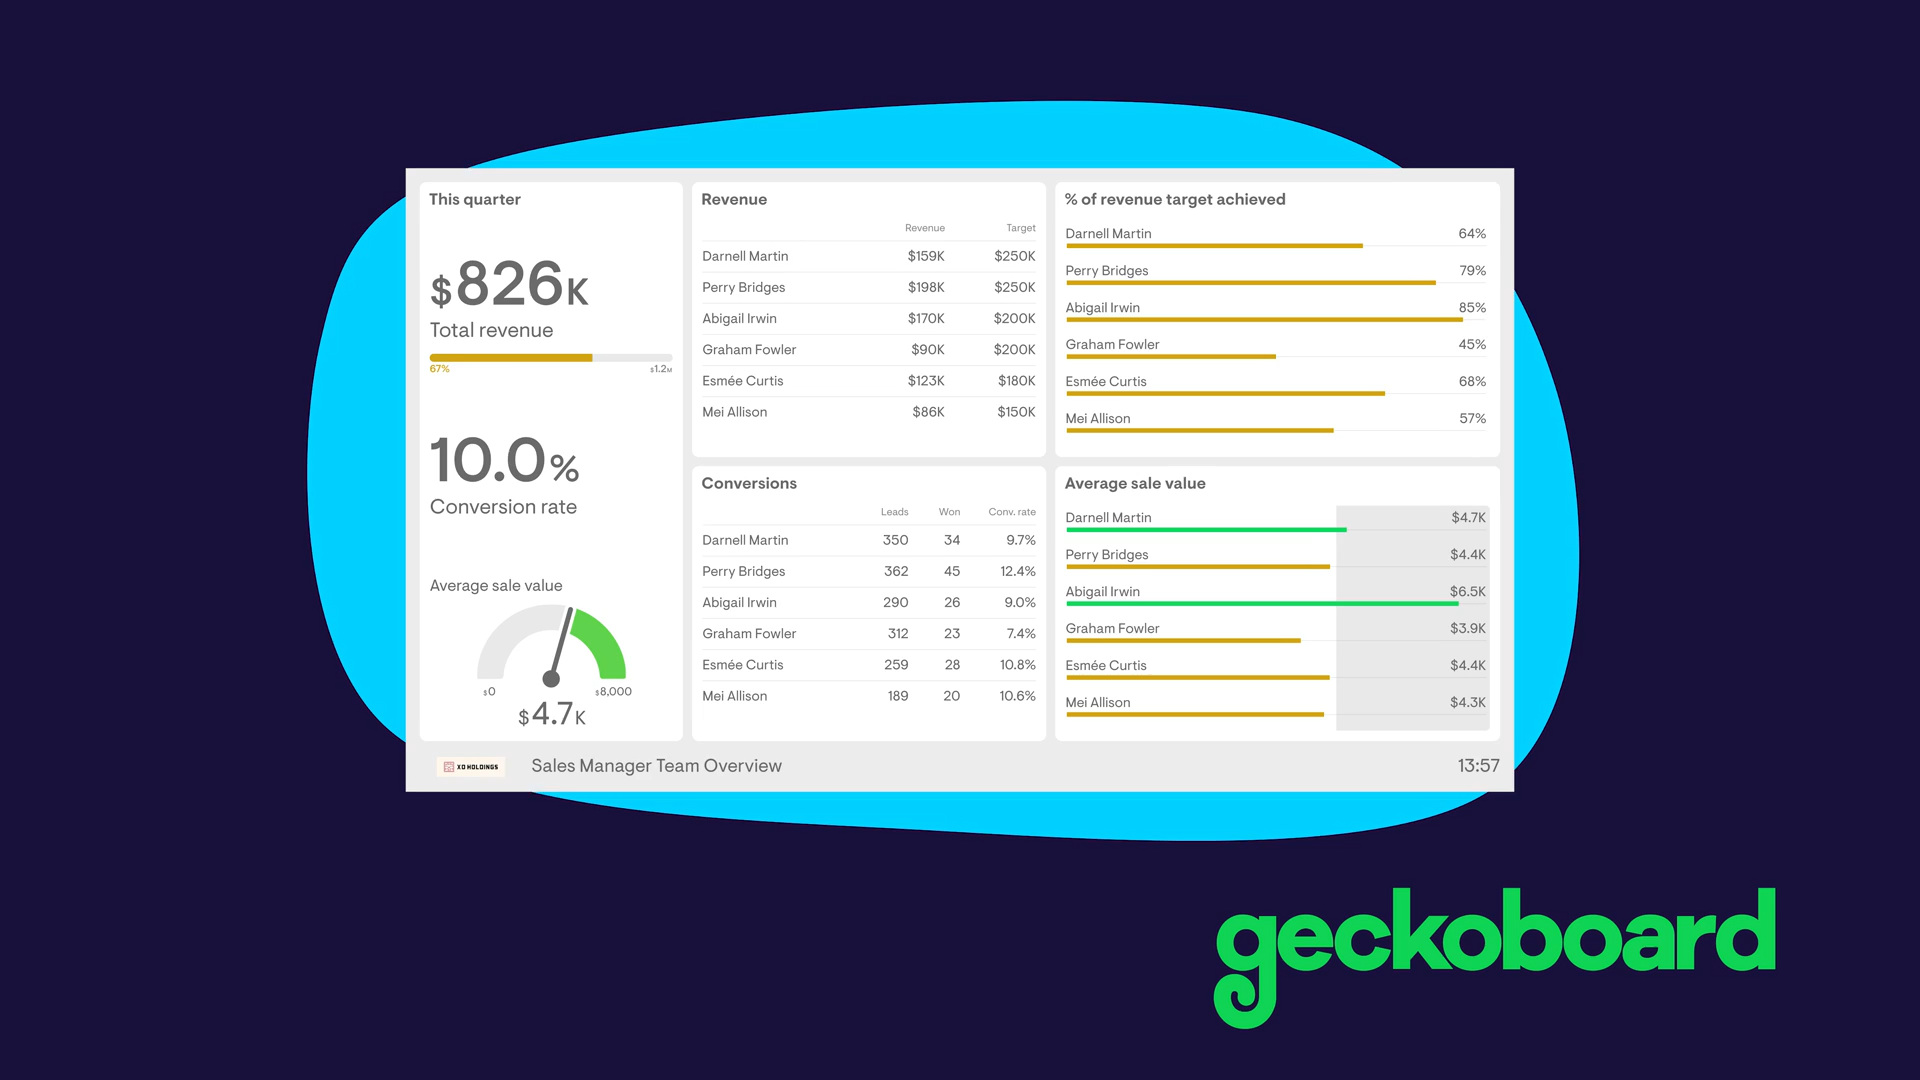 This quarter
$826K
Total revenue
67% $1.2M
10.0%
Conversion rate
Average sale value
$0 $8,000
$4.7K
Revenue
Revenue Target
Darnell Martin $159K $250K
Perry Bridges $198K $250K
Abigail Irwin $170K $200K
Graham Fowler $90K $200K
Esmée Curtis $123K $180K
Mei Allison $86K $150K
% of revenue target achieved
Darnell Martin 64%
Perry Bridges 79%
Abigail Irwin 85%
Graham Fowler 45%
Esmée Curtis 68%
Mei Allison 57%
Conversions
Leads Won Conv. rate
Darnell Martin 350 34 9.7%
Perry Bridges 362 45 12.4%
Abigail Irwin 290 26 9.0%
Graham Fowler 312 23 7.4%
Esmée Curtis 259 28 10.8%
Mei Allison 189 20 10.6%
Average sale value
Darnell Martin $4.7K
Perry Bridges $4.4K
Abigail Irwin $6.5K
Graham Fowler $3.9K
Esmée Curtis $4.4K
Mei Allison $4.3K
XO HOLDINGS Sales Manager Team Overview 13:57
geckoboard